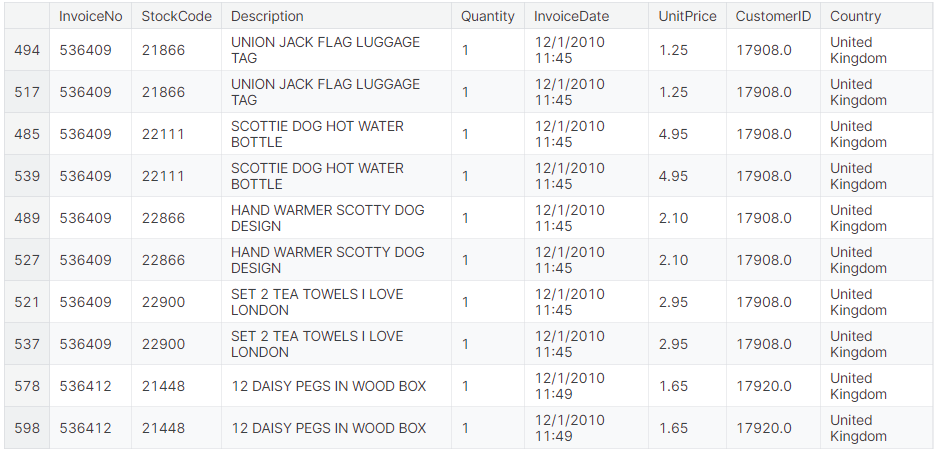 InvoiceNo StockCode Description Quantity InvoiceDate UnitPrice CustomerID Country
494 536409 21866 UNION JACK FLAG LUGGAGE TAG 1 12/1/2010 11:45 1.25 17908.0 United Kingdom
517 536409 21866 UNION JACK FLAG LUGGAGE TAG 1 12/1/2010 11:45 1.25 17908.0 United Kingdom
485 536409 22111 SCOTTIE DOG HOT WATER BOTTLE 1 12/1/2010 11:45 4.95 17908.0 United Kingdom
539 536409 22111 SCOTTIE DOG HOT WATER BOTTLE 1 12/1/2010 11:45 4.95 17908.0 United Kingdom
489 536409 22866 HAND WARMER SCOTTY DOG DESIGN 1 12/1/2010 11:45 2.10 17908.0 United Kingdom
527 536409 22866 HAND WARMER SCOTTY DOG DESIGN 1 12/1/2010 11:45 2.10 17908.0 United Kingdom
521 536409 22900 SET 2 TEA TOWELS I LOVE LONDON 1 12/1/2010 11:45 2.95 17908.0 United Kingdom
537 536409 22900 SET 2 TEA TOWELS I LOVE LONDON 1 12/1/2010 11:45 2.95 17908.0 United Kingdom
578 536412 21448 12 DAISY PEGS IN WOOD BOX 1 12/1/2010 11:49 1.65 17920.0 United Kingdom
598 536412 21448 12 DAISY PEGS IN WOOD BOX 1 12/1/2010 11:49 1.65 17920.0 United Kingdom